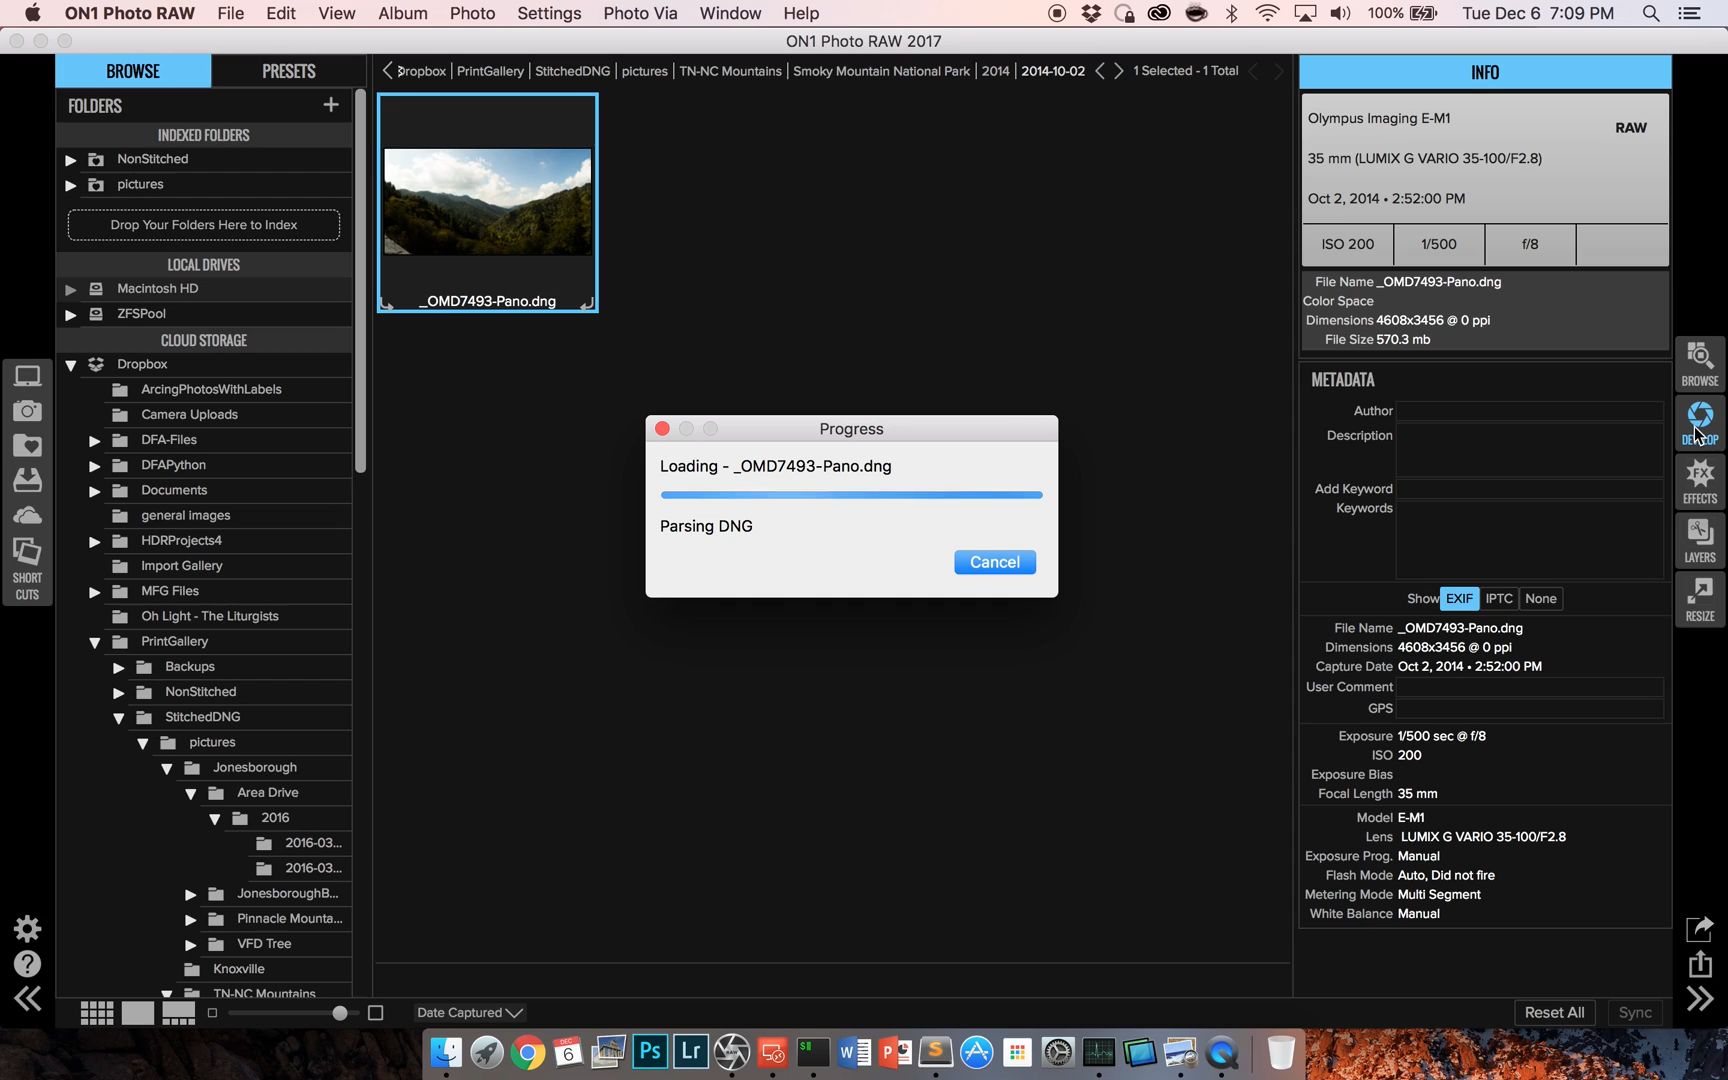 ON1 Photo RAW File Edit View Album Photo Settings Photo Via Window Help 100% Tue Dec 6 7:09 PM
ON1 Photo RAW 2017
BROWSE PRESETS
Dropbox PrintGallery StitchedDNG pictures TN-NC Mountains Smoky Mountain National Park 2014 2014-10-02 1 Selected - 1 Total
INFO
FOLDERS +
INDEXED FOLDERS
NonStitched
pictures
Drop Your Folders Here to Index
LOCAL DRIVES
Macintosh HD
ZFSPool
CLOUD STORAGE
Dropbox
ArcingPhotosWithLabels
Camera Uploads
DFA-Files
DFAPython
Documents
general images
HDRProjects4
Import Gallery
MFG Files
Oh Light - The Liturgists
PrintGallery
Backups
NonStitched
StitchedDNG
pictures
Jonesborough
Area Drive
2016
2016-03...
2016-03...
JonesboroughB...
Pinnacle Mounta...
VFD Tree
Knoxville
TN-NC Mountains
SHORT
CUTS
_OMD7493-Pano.dng
Progress
Loading - _OMD7493-Pano.dng
Parsing DNG
Cancel
Olympus Imaging E-M1
RAW
35 mm (LUMIX G VARIO 35-100/F2.8)
Oct 2, 2014 • 2:52:00 PM
ISO 200 1/500 f/8
File Name _OMD7493-Pano.dng
Color Space
Dimensions 4608x3456 @ 0 ppi
File Size 570.3 mb
METADATA
Author
Description
Add Keyword
Keywords
Show EXIF IPTC None
File Name _OMD7493-Pano.dng
Dimensions 4608x3456 @ 0 ppi
Capture Date Oct 2, 2014 • 2:52:00 PM
User Comment
GPS
Exposure 1/500 sec @ f/8
ISO 200
Exposure Bias
Focal Length 35 mm
Model E-M1
Lens LUMIX G VARIO 35-100/F2.8
Exposure Prog. Manual
Flash Mode Auto, Did not fire
Metering Mode Multi Segment
White Balance Manual
BROWSE
DEVELOP
FX
EFFECTS
LAYERS
RESIZE
Date Captured
Reset All Sync
DEC
6
Ps Lr W P S